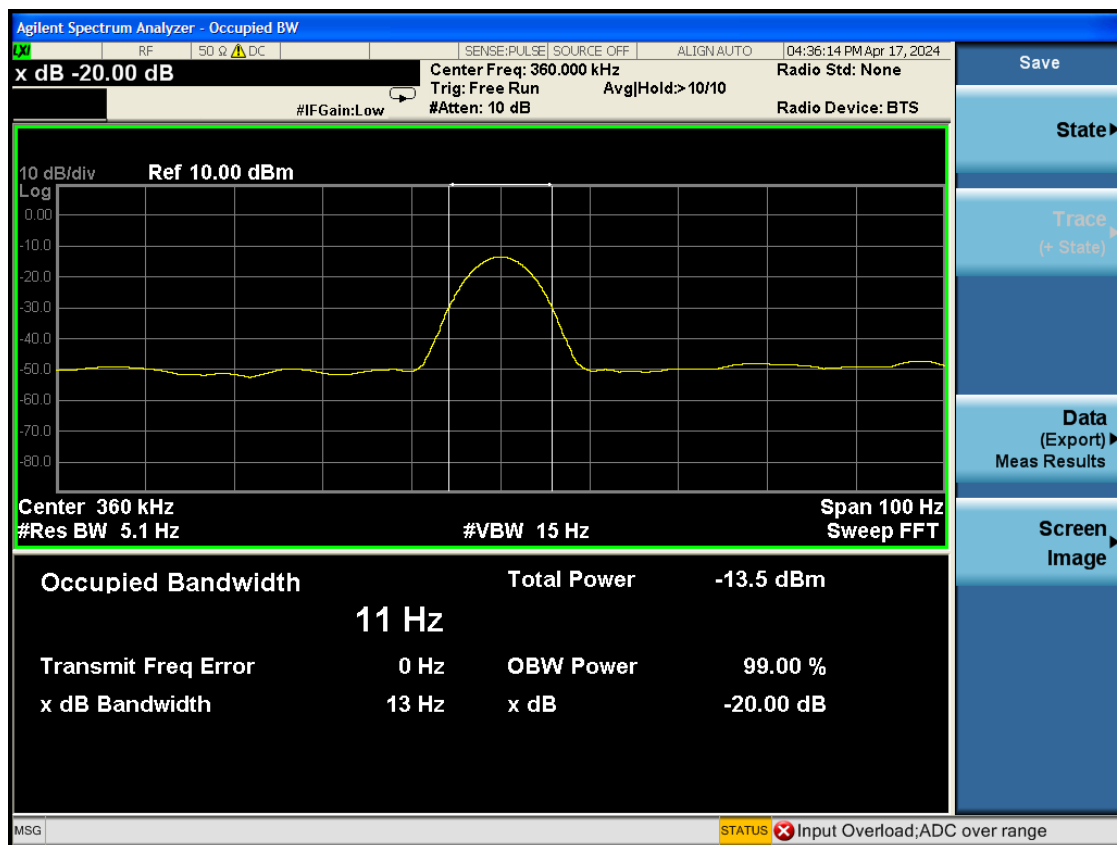 Agilent Spectrum Analyzer - Occupied BW
LXI RF 50 Ω DC SENSE:PULSE SOURCE OFF ALIGN AUTO 04:36:14 PM Apr 17, 2024
x dB -20.00 dB
Center Freq: 360.000 kHz
Radio Std: None
Trig: Free Run Avg|Hold:>10/10
#IFGain:Low #Atten: 10 dB
Radio Device: BTS
10 dB/div Ref 10.00 dBm
Log
0.00
-10.0
-20.0
-30.0
-40.0
-50.0
-60.0
-70.0
-80.0
Center 360 kHz Span 100 Hz
#Res BW 5.1 Hz #VBW 15 Hz Sweep FFT
Occupied Bandwidth Total Power -13.5 dBm
11 Hz
Transmit Freq Error 0 Hz OBW Power 99.00 %
x dB Bandwidth 13 Hz x dB -20.00 dB
MSG STATUS Input Overload;ADC over range
Save
State
Trace
(+ State)
Data
(Export)
Meas Results
Screen
Image